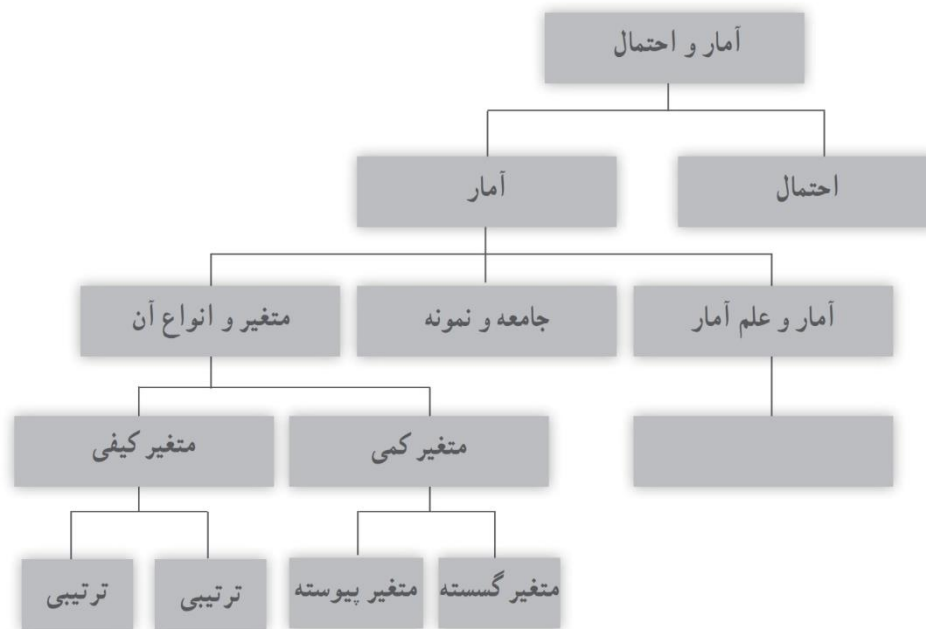 آمار و احتمال
احتمال
آمار
آمار و علم آمار
جامعه و نمونه
متغیر و انواع آن
متغیر کمی
متغیر کیفی
متغیر گسسته
متغیر پیوسته
ترتیبی
ترتیبی